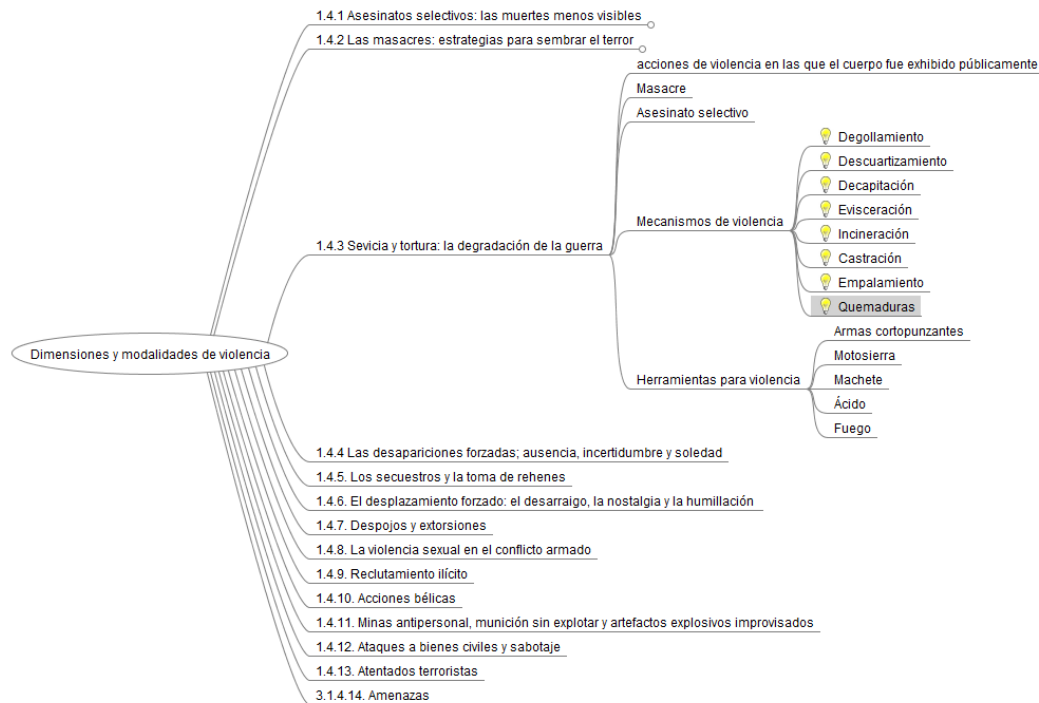 1.4.1 Asesinatos selectivos: las muertes menos visibles
1.4.2 Las masacres: estrategias para sembrar el terror
acciones de violencia en las que el cuerpo fue exhibido públicamente
Masacre
Asesinato selectivo
Degollamiento
Descuartizamiento
Decapitación
Evisceración
Mecanismos de violencia
Incineración
1.4.3 Sevicia y tortura: la degradación de la guerra
Castración
Empalamiento
Quemaduras
Armas cortopunzantes
Dimensiones y modalidades de violencia
Motosierra
Herramientas para violencia
Machete
Ácido
Fuego
1.4.4 Las desapariciones forzadas; ausencia, incertidumbre y soledad
1.4.5. Los secuestros y la toma de rehenes
1.4.6. El desplazamiento forzado: el desarraigo, la nostalgia y la humillación
1.4.7. Despojos y extorsiones
1.4.8. La violencia sexual en el conflicto armado
1.4.9. Reclutamiento ilícito
1.4.10. Acciones bélicas
1.4.11. Minas antipersonal, munición sin explotar y artefactos explosivos improvisados
1.4.12. Ataques a bienes civiles y sabotaje
1.4.13. Atentados terroristas
3.1.4.14. Amenazas